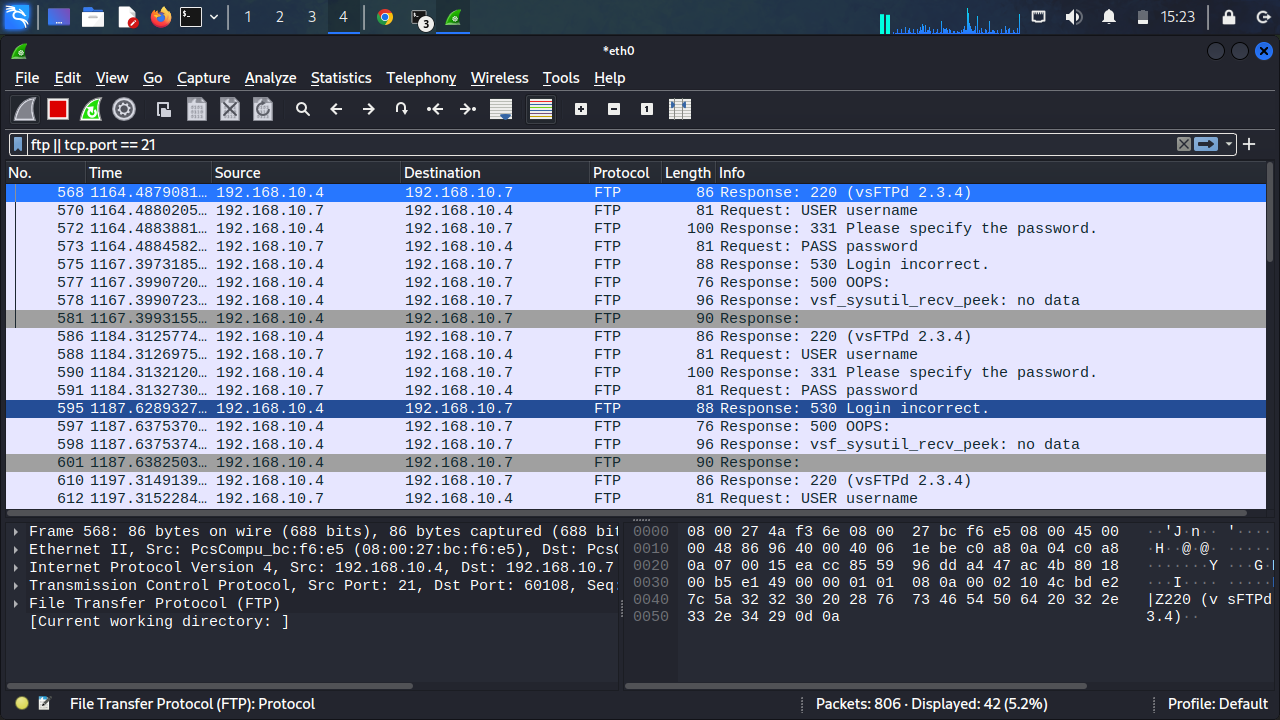 1 2 3 4 3 15:23
*eth0
File Edit View Go Capture Analyze Statistics Telephony Wireless Tools Help
ftp || tcp.port == 21
No. Time Source Destination Protocol Length Info
568 1164.4879081… 192.168.10.4 192.168.10.7 FTP 86 Response: 220 (vsFTPd 2.3.4)
570 1164.4880205… 192.168.10.7 192.168.10.4 FTP 81 Request: USER username
572 1164.4883881… 192.168.10.4 192.168.10.7 FTP 100 Response: 331 Please specify the password.
573 1164.4884582… 192.168.10.7 192.168.10.4 FTP 81 Request: PASS password
575 1167.3973185… 192.168.10.4 192.168.10.7 FTP 88 Response: 530 Login incorrect.
577 1167.3990720… 192.168.10.4 192.168.10.7 FTP 76 Response: 500 OOPS:
578 1167.3990723… 192.168.10.4 192.168.10.7 FTP 96 Response: vsf_sysutil_recv_peek: no data
581 1167.3993155… 192.168.10.4 192.168.10.7 FTP 90 Response:
586 1184.3125774… 192.168.10.4 192.168.10.7 FTP 86 Response: 220 (vsFTPd 2.3.4)
588 1184.3126975… 192.168.10.7 192.168.10.4 FTP 81 Request: USER username
590 1184.3132120… 192.168.10.4 192.168.10.7 FTP 100 Response: 331 Please specify the password.
591 1184.3132730… 192.168.10.7 192.168.10.4 FTP 81 Request: PASS password
595 1187.6289327… 192.168.10.4 192.168.10.7 FTP 88 Response: 530 Login incorrect.
597 1187.6375370… 192.168.10.4 192.168.10.7 FTP 76 Response: 500 OOPS:
598 1187.6375374… 192.168.10.4 192.168.10.7 FTP 96 Response: vsf_sysutil_recv_peek: no data
601 1187.6382503… 192.168.10.4 192.168.10.7 FTP 90 Response:
610 1197.3149139… 192.168.10.4 192.168.10.7 FTP 86 Response: 220 (vsFTPd 2.3.4)
612 1197.3152284… 192.168.10.7 192.168.10.4 FTP 81 Request: USER username
Frame 568: 86 bytes on wire (688 bits), 86 bytes captured (688 bit
Ethernet II, Src: PcsCompu_bc:f6:e5 (08:00:27:bc:f6:e5), Dst: PcsC
Internet Protocol Version 4, Src: 192.168.10.4, Dst: 192.168.10.7
Transmission Control Protocol, Src Port: 21, Dst Port: 60108, Seq:
File Transfer Protocol (FTP)
[Current working directory: ]
0000 08 00 27 4a f3 6e 08 00 27 bc f6 e5 08 00 45 00 ··'J·n·· '·····
0010 00 48 86 96 40 00 40 06 1e be c0 a8 0a 04 c0 a8 ·H··@·@· ······
0020 0a 07 00 15 ea cc 85 59 96 dd a4 47 ac 4b 80 18 ·······Y ···G·
0030 00 b5 e1 49 00 00 01 01 08 0a 00 02 10 4c bd e2 ···I····
0040 7c 5a 32 32 30 20 28 76 73 46 54 50 64 20 32 2e |Z220 (v sFTPd
0050 33 2e 34 29 0d 0a 3.4)··
File Transfer Protocol (FTP): Protocol
Packets: 806 · Displayed: 42 (5.2%)
Profile: Default